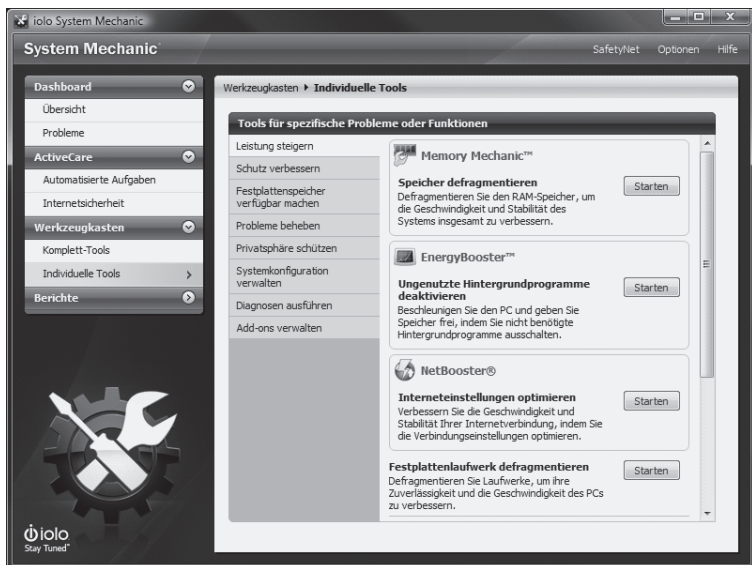 iolo System Mechanic
System Mechanic
SafetyNet Optionen Hilfe
Dashboard
Übersicht
Probleme
ActiveCare
Automatisierte Aufgaben
Internetsicherheit
Werkzeugkasten
Komplett-Tools
Individuelle Tools
Berichte
iolo
Stay Tuned™
Werkzeugkasten Individuelle Tools
Tools für spezifische Probleme oder Funktionen
Leistung steigern
Schutz verbessern
Festplattenspeicher
verfügbar machen
Probleme beheben
Privatsphäre schützen
Systemkonfiguration
verwalten
Diagnosen ausführen
Add-ons verwalten
Memory Mechanic™
Speicher defragmentieren
Defragmentieren Sie den RAM-Speicher, um
die Geschwindigkeit und Stabilität des
Systems insgesamt zu verbessern.
Starten
EnergyBooster™
Ungenutzte Hintergrundprogramme
deaktivieren
Beschleunigen Sie den PC und geben Sie
Speicher frei, indem Sie nicht benötigte
Hintergrundprogramme ausschalten.
Starten
NetBooster®
Interneteinstellungen optimieren
Verbessern Sie die Geschwindigkeit und
Stabilität Ihrer Internetverbindung, indem Sie
die Verbindungseinstellungen optimieren.
Starten
Festplattenlaufwerk defragmentieren
Defragmentieren Sie Laufwerke, um ihre
Zuverlässigkeit und die Geschwindigkeit des PCs
zu verbessern.
Starten